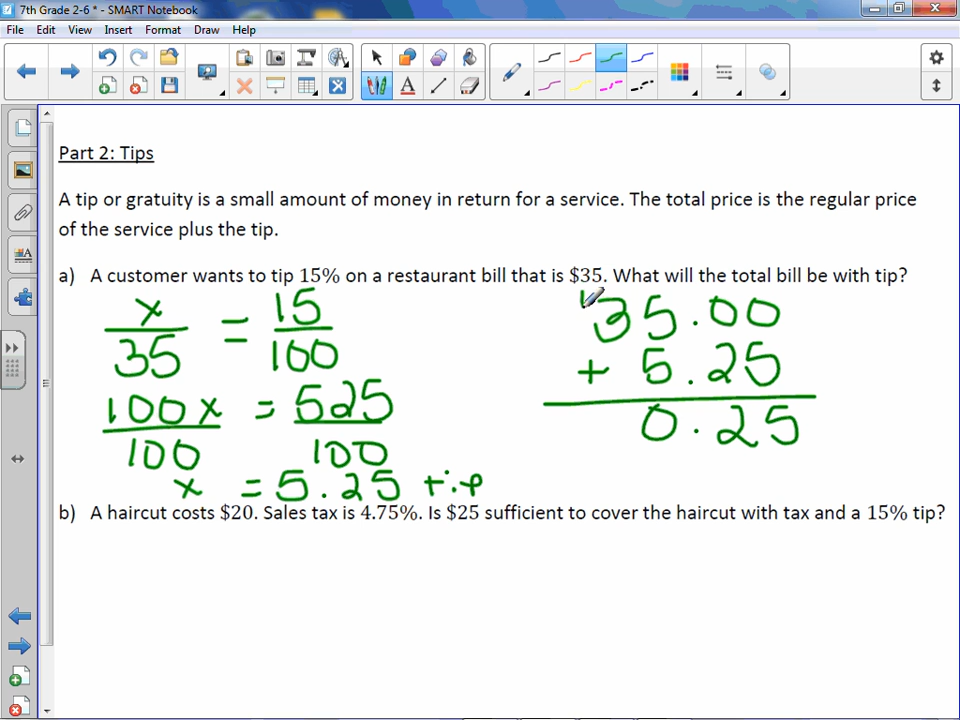 7th Grade 2-6 * - SMART Notebook
File Edit View Insert Format Draw Help
Part 2: Tips
A tip or gratuity is a small amount of money in return for a service. The total price is the regular price
of the service plus the tip.
a) A customer wants to tip 15% on a restaurant bill that is $35. What will the total bill be with tip?
x/35 = 15/100
100x/100 = 525/100
x = 5.25 tip
1
35.00
+ 5.25
0.25
b) A haircut costs $20. Sales tax is 4.75%. Is $25 sufficient to cover the haircut with tax and a 15% tip?